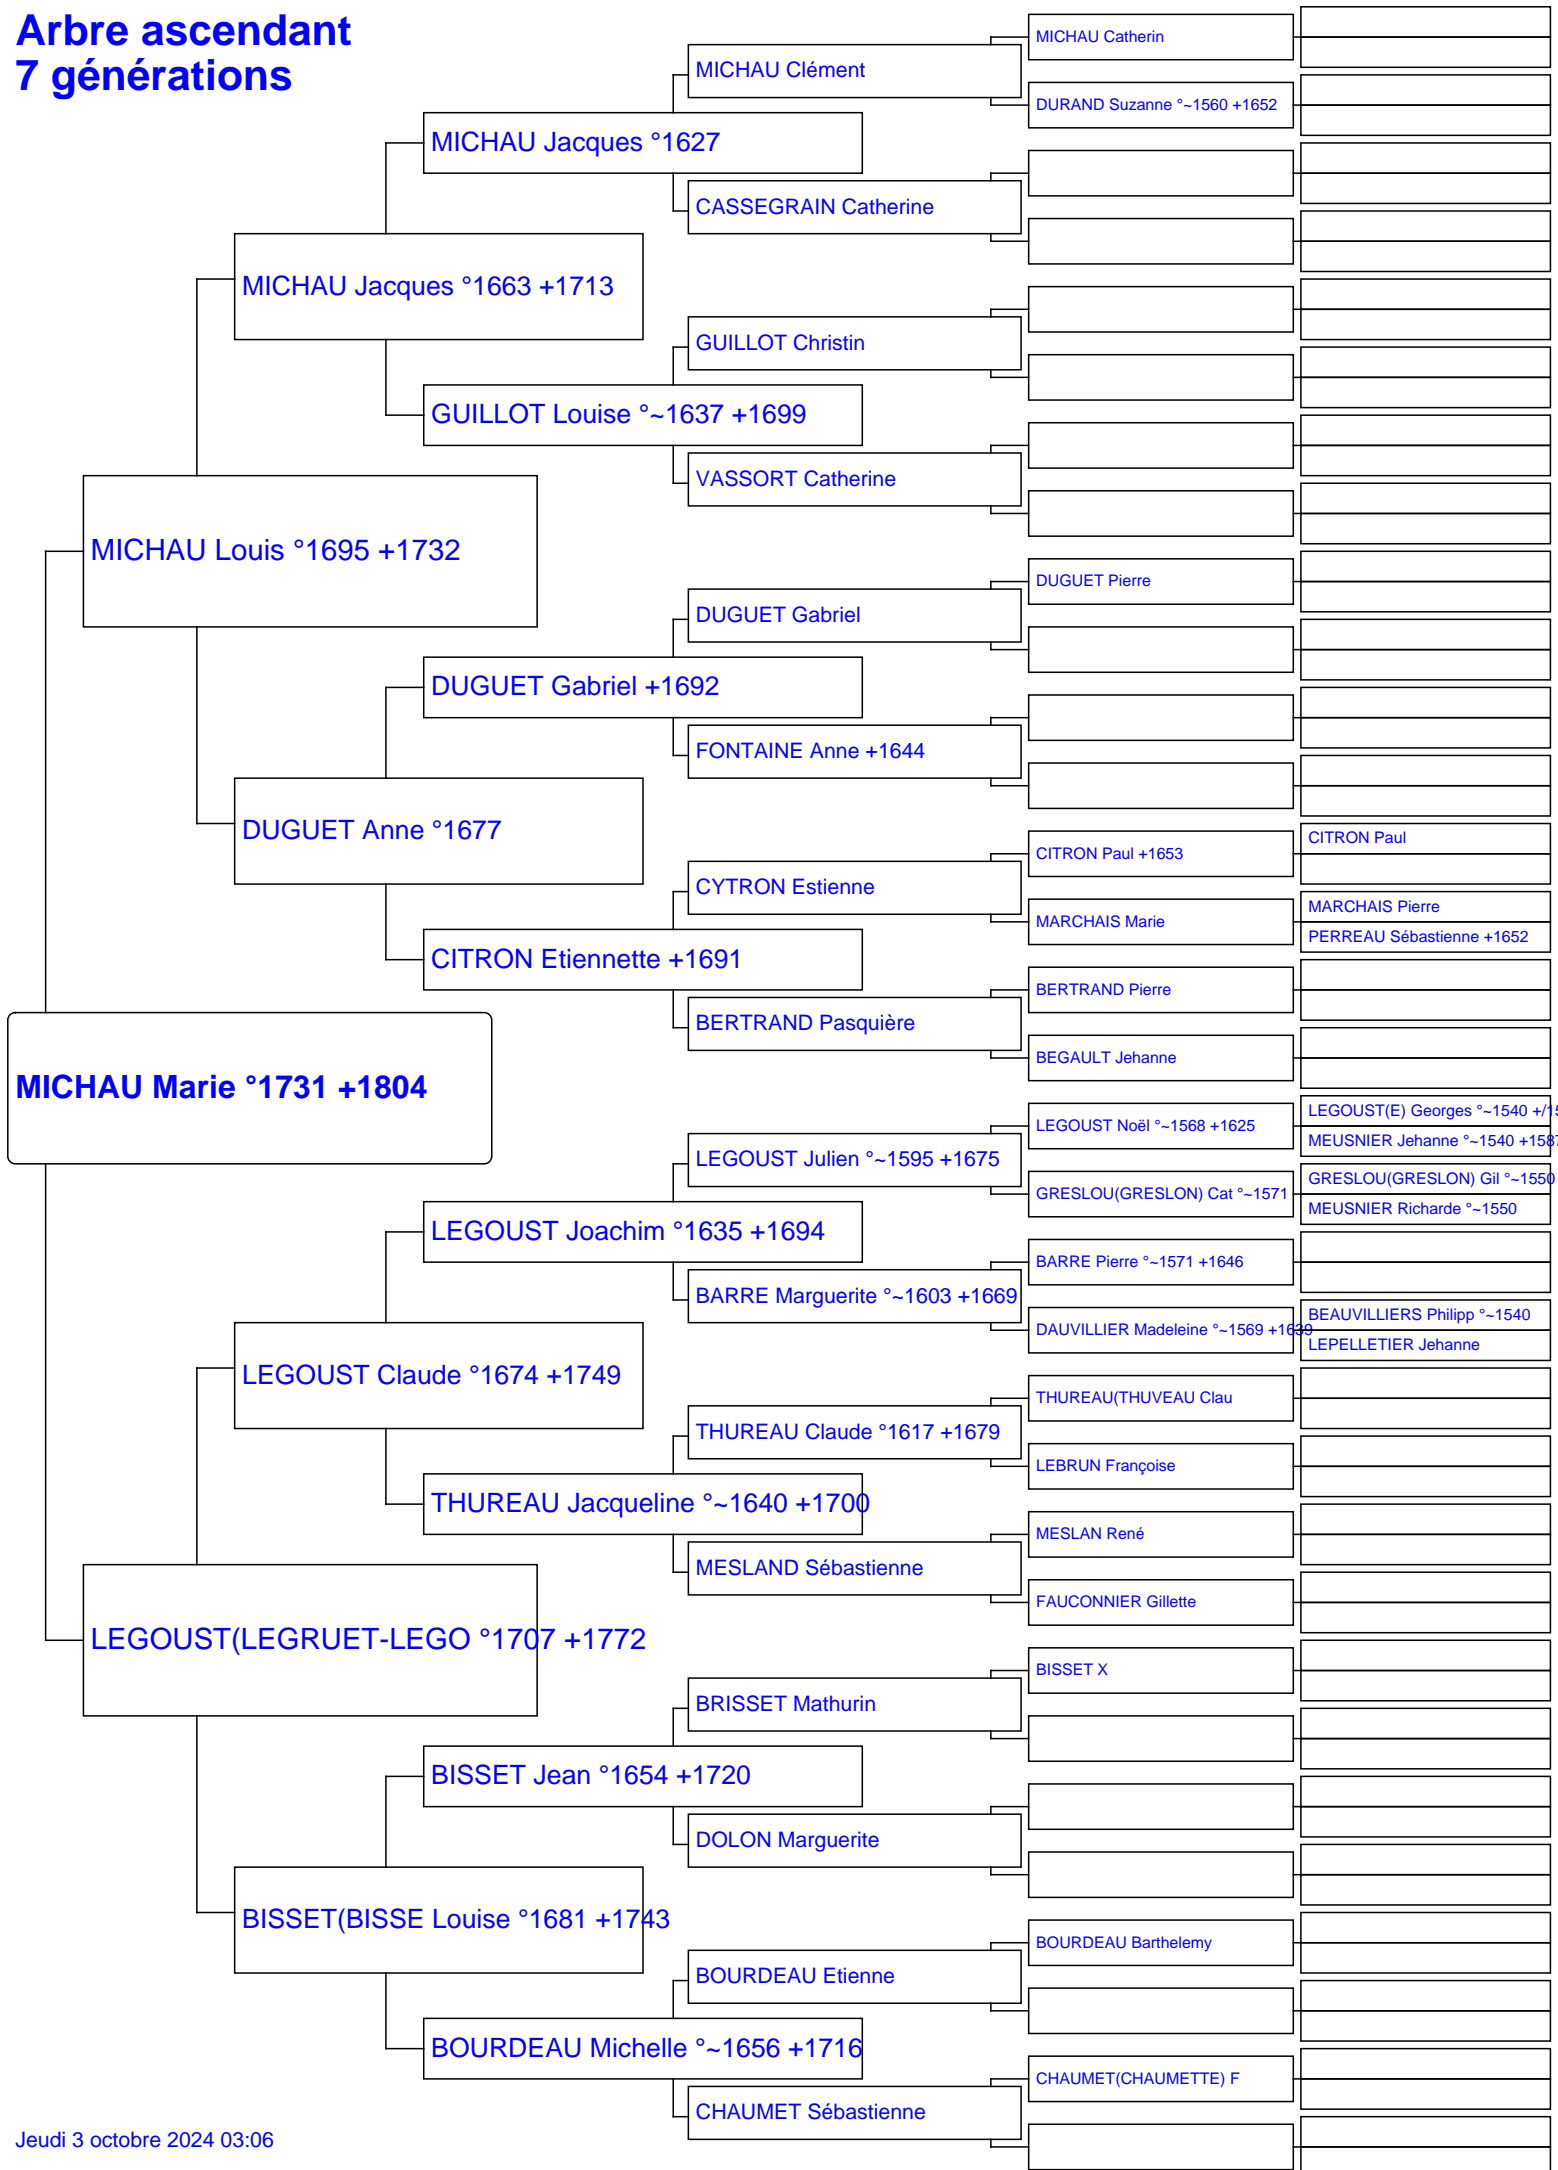 Arbre ascendant
7 générations
MICHAU Marie °1731 +1804
MICHAU Louis °1695 +1732
LEGOUST(LEGRUET-LEGO °1707 +1772
MICHAU Jacques °1663 +1713
DUGUET Anne °1677
LEGOUST Claude °1674 +1749
BISSET(BISSE Louise °1681 +1743
MICHAU Jacques °1627
GUILLOT Louise °~1637 +1699
DUGUET Gabriel +1692
CITRON Etiennette +1691
LEGOUST Joachim °1635 +1694
THUREAU Jacqueline °~1640 +1700
BISSET Jean °1654 +1720
BOURDEAU Michelle °~1656 +1716
MICHAU Clément
CASSEGRAIN Catherine
GUILLOT Christin
VASSORT Catherine
DUGUET Gabriel
FONTAINE Anne +1644
CYTRON Estienne
BERTRAND Pasquière
LEGOUST Julien °~1595 +1675
BARRE Marguerite °~1603 +1669
THUREAU Claude °1617 +1679
MESLAND Sébastienne
BRISSET Mathurin
DOLON Marguerite
BOURDEAU Etienne
CHAUMET Sébastienne
MICHAU Catherin
DURAND Suzanne °~1560 +1652
DUGUET Pierre
CITRON Paul +1653
MARCHAIS Marie
BERTRAND Pierre
BEGAULT Jehanne
LEGOUST Noël °~1568 +1625
GRESLOU(GRESLON) Cat °~1571
BARRE Pierre °~1571 +1646
DAUVILLIER Madeleine °~1569 +1639
THUREAU(THUVEAU Clau
LEBRUN Françoise
MESLAN René
FAUCONNIER Gillette
BISSET X
BOURDEAU Barthelemy
CHAUMET(CHAUMETTE) F
CITRON Paul
MARCHAIS Pierre
PERREAU Sébastienne +1652
LEGOUST(E) Georges °~1540 +/15
MEUSNIER Jehanne °~1540 +1587
GRESLOU(GRESLON) Gil °~1550
MEUSNIER Richarde °~1550
BEAUVILLIERS Philipp °~1540
LEPELLETIER Jehanne
Jeudi 3 octobre 2024 03:06